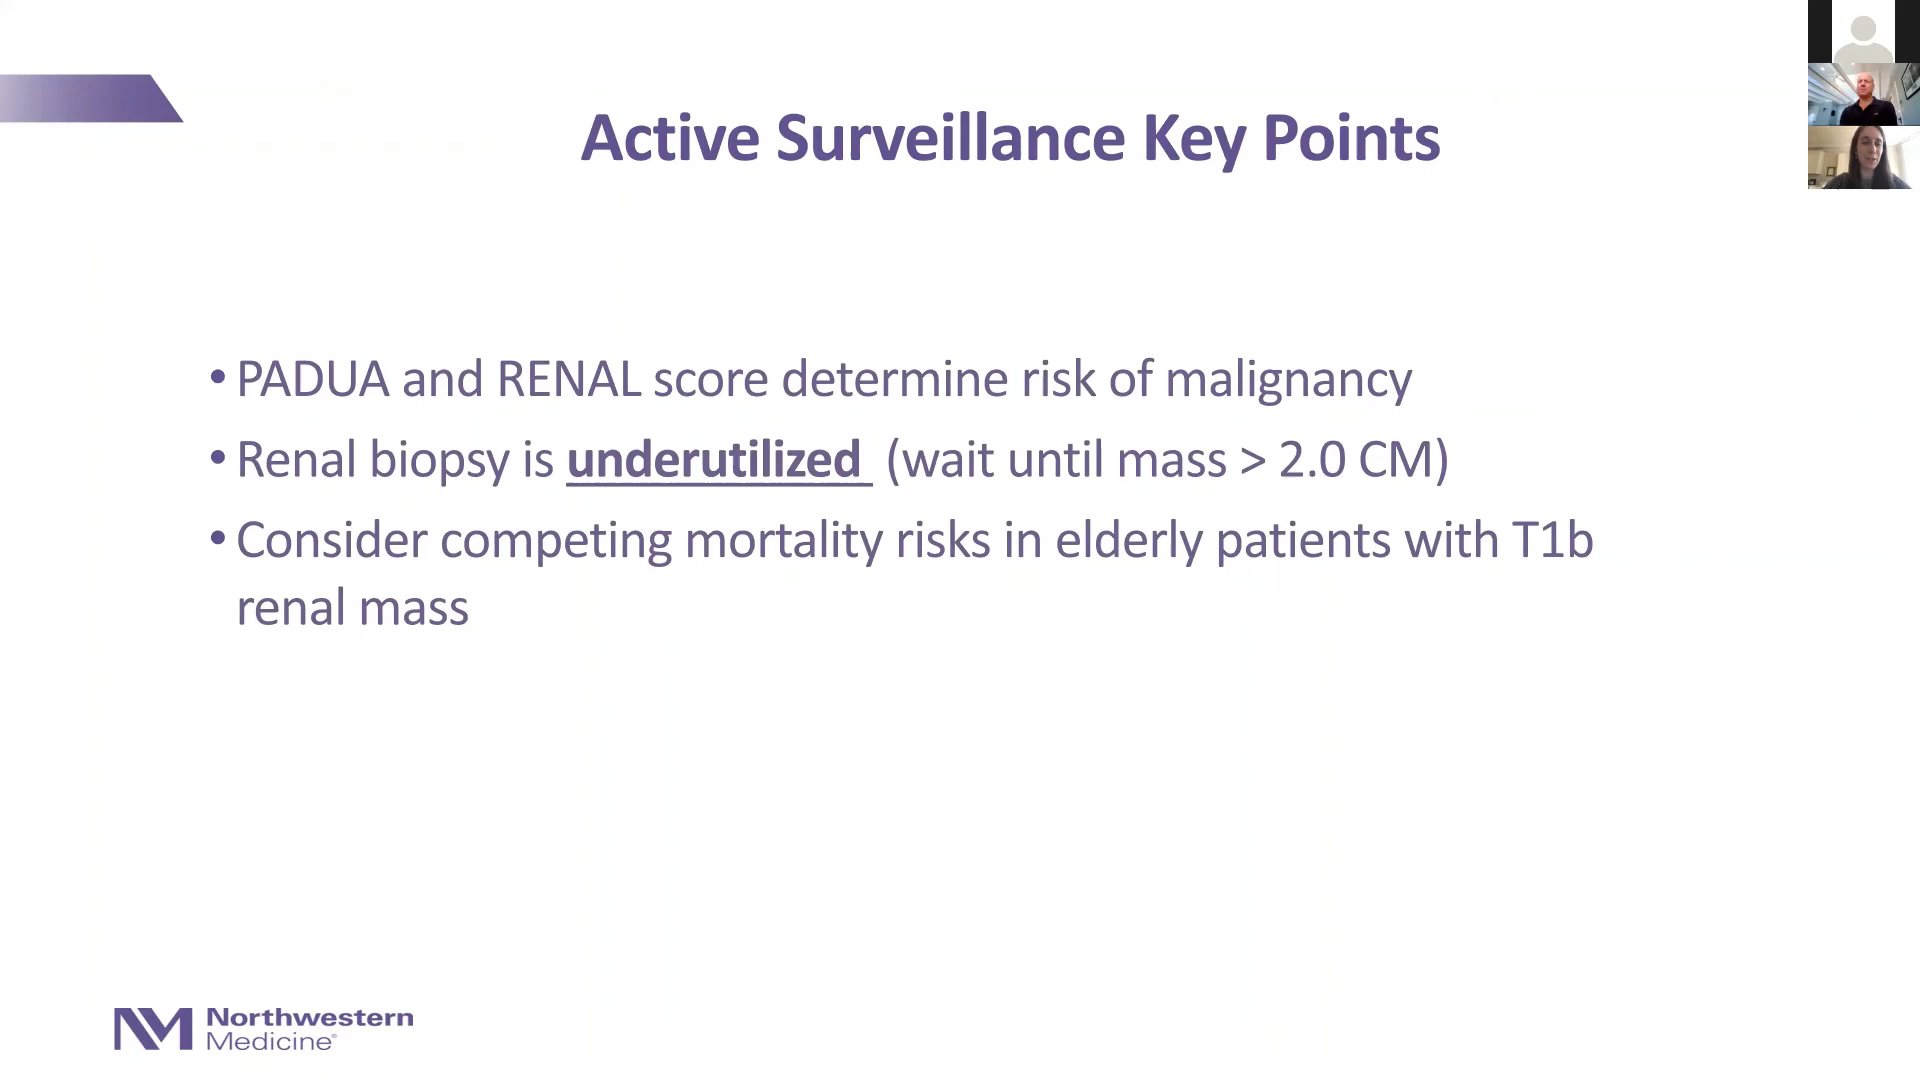 Active Surveillance Key Points
• PADUA and RENAL score determine risk of malignancy
• Renal biopsy is underutilized (wait until mass > 2.0 CM)
• Consider competing mortality risks in elderly patients with T1b
renal mass
Northwestern
Medicine®